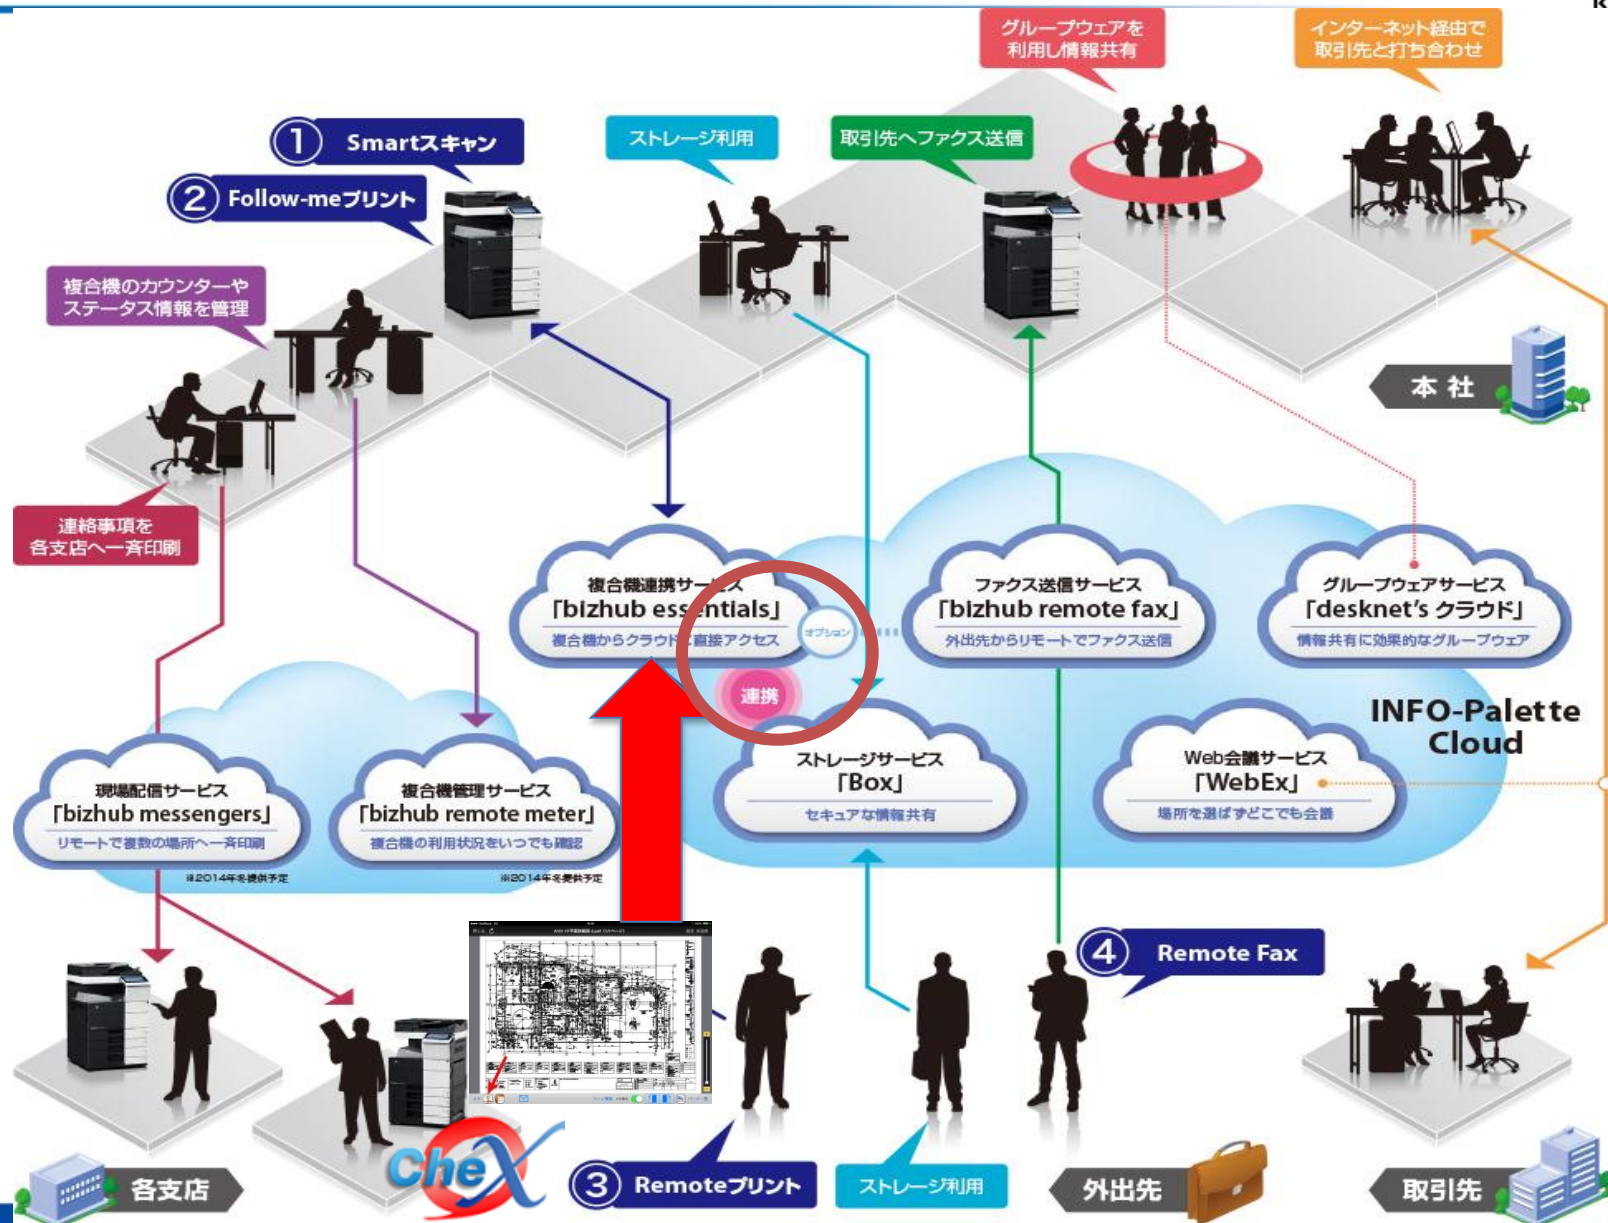 グループウェアを
利用し情報共有
インターネット経由で
取引先と打ち合わせ
① Smartスキャン
ストレージ利用
取引先へファクス送信
② Follow-meプリント
複合機のカウンターや
ステータス情報を管理
本社
連絡事項を
各支店へ一斉印刷
複合機連携サービス
「bizhub essentials」
複合機からクラウドに直接アクセス
オプション
ファクス送信サービス
「bizhub remote fax」
外出先からリモートでファクス送信
グループウェアサービス
「desknet's クラウド」
情報共有に効果的なグループウェア
連携
INFO-Palette
Cloud
現場配信サービス
「bizhub messengers」
リモートで複数の場所へ一斉印刷
※2014年冬提供予定
複合機管理サービス
「bizhub remote meter」
複合機の利用状況をいつでも確認
※2014年冬提供予定
ストレージサービス
「Box」
セキュアな情報共有
Web会議サービス
「WebEx」
場所を選ばずどこでも会議
④ Remote Fax
各支店
CheX
③ Remoteプリント
ストレージ利用
外出先
取引先